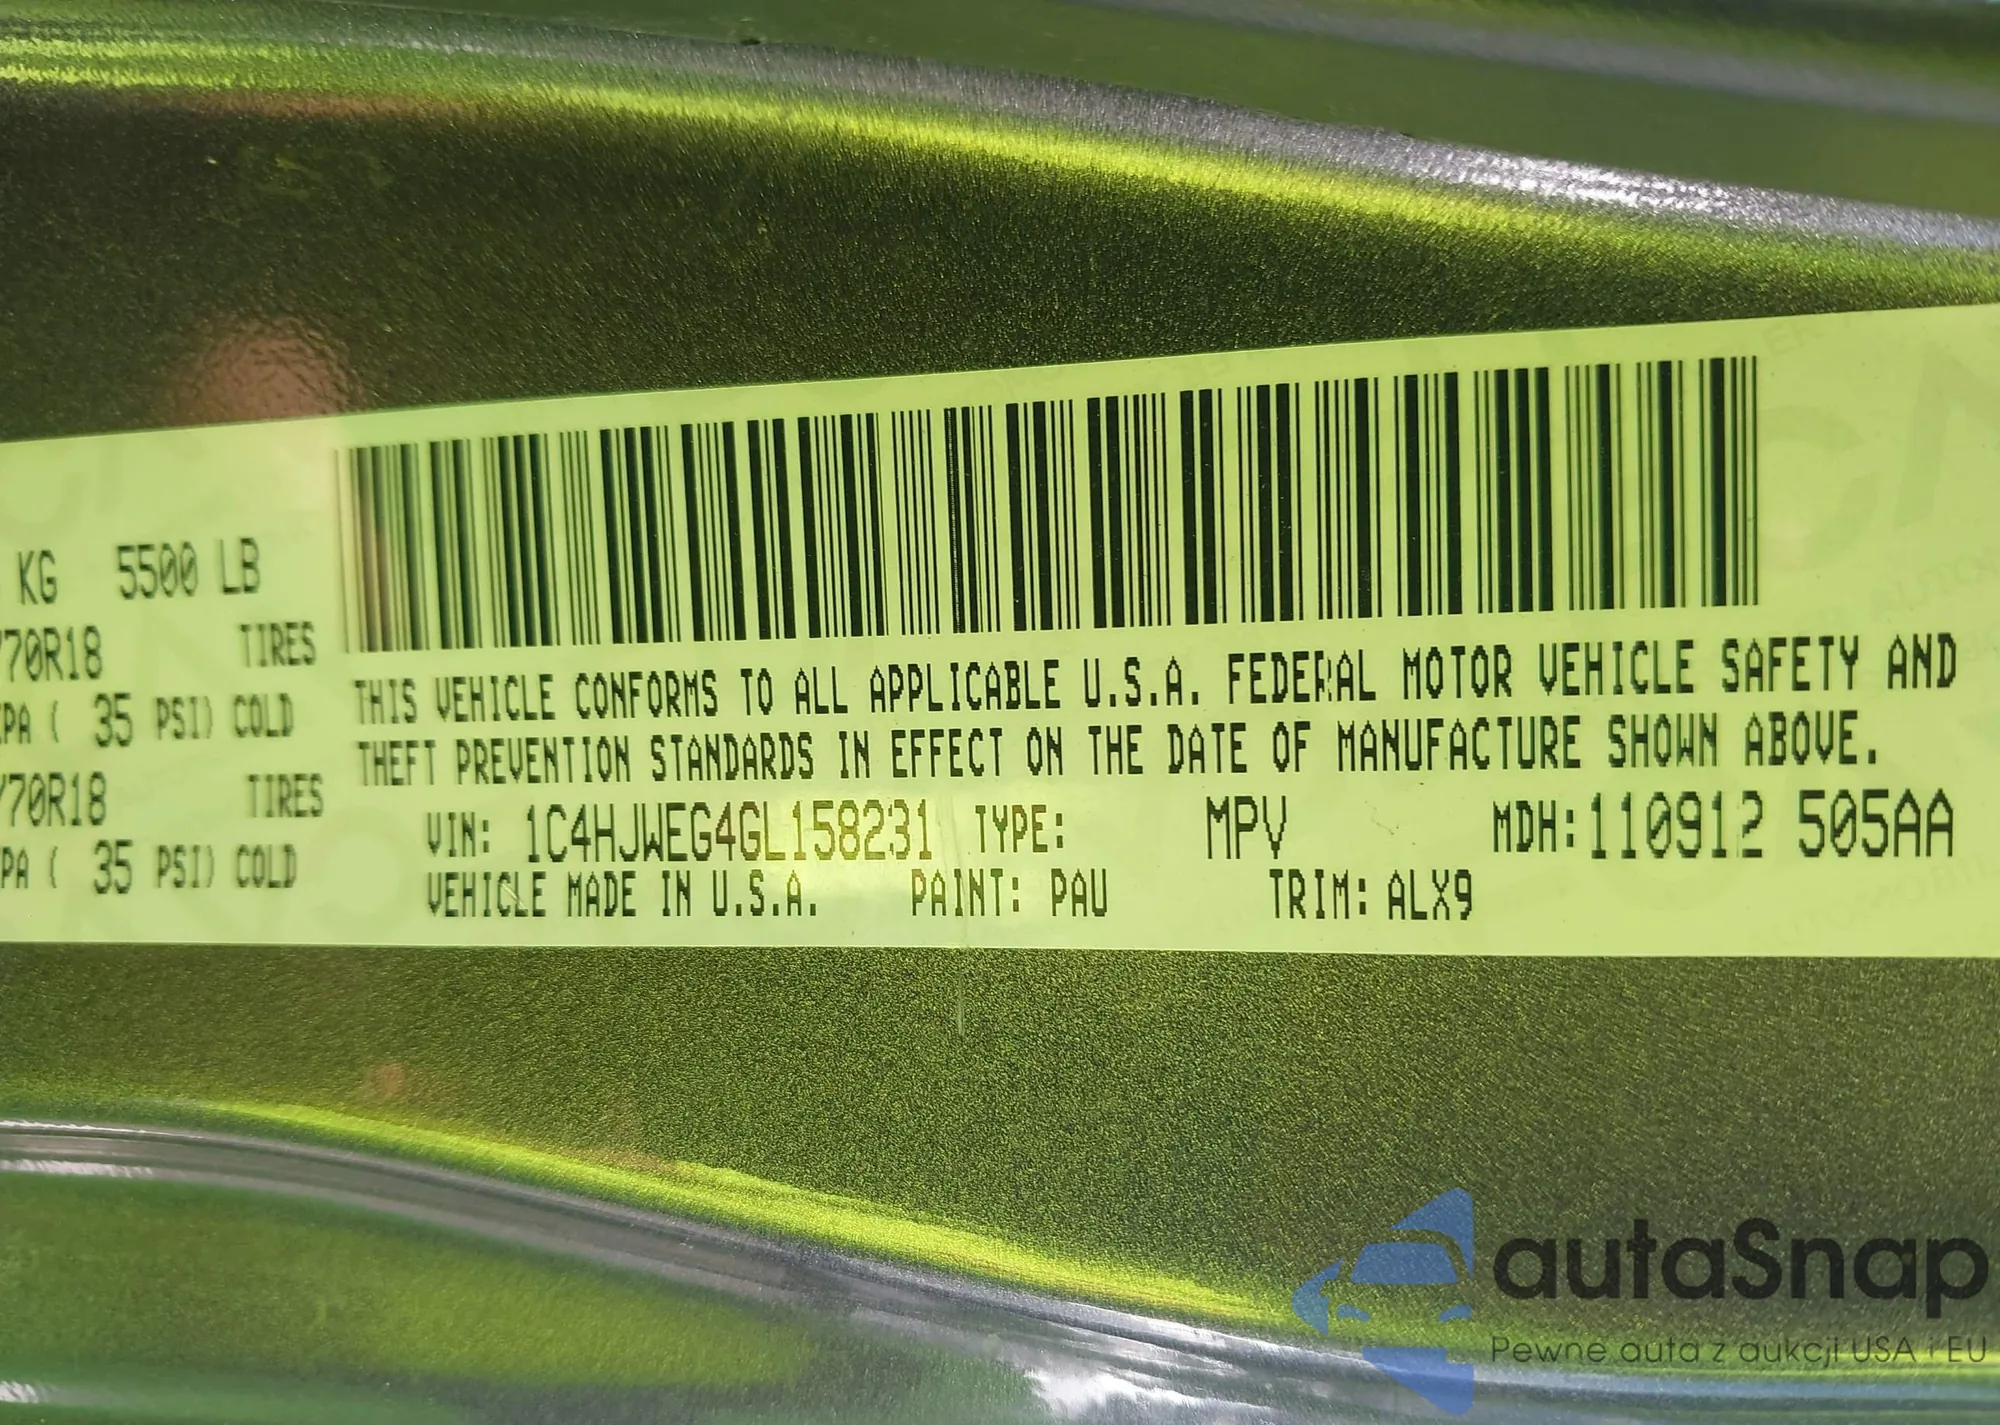 KG 5500 LB
70R18 TIRES
KPA ( 35 PSI) COLD
70R18 TIRES
PA ( 35 PSI) COLD
THIS VEHICLE CONFORMS TO ALL APPLICABLE U.S.A. FEDERAL MOTOR VEHICLE SAFETY AND
THEFT PREVENTION STANDARDS IN EFFECT ON THE DATE OF MANUFACTURE SHOWN ABOVE.
VIN: 1C4HJWEG4GL158231 TYPE: MPV MDH:110912 505AA
VEHICLE MADE IN U.S.A. PAINT: PAU TRIM: ALX9
autaSnap
Pewne auta z aukcji USA i EU